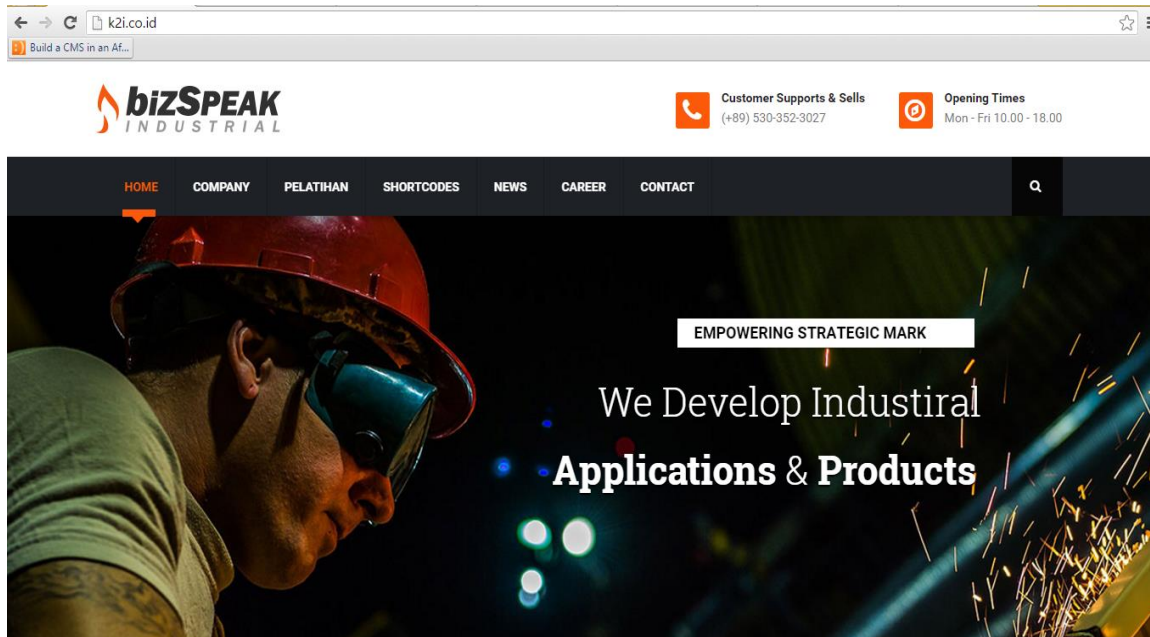 k2i.co.id
Build a CMS in an Af...
bizSPEAK
INDUSTRIAL
Customer Supports & Sells
(+89) 530-352-3027
Opening Times
Mon - Fri 10.00 - 18.00
HOME COMPANY PELATIHAN SHORTCODES NEWS CAREER CONTACT
EMPOWERING STRATEGIC MARK
We Develop Industiral
Applications & Products